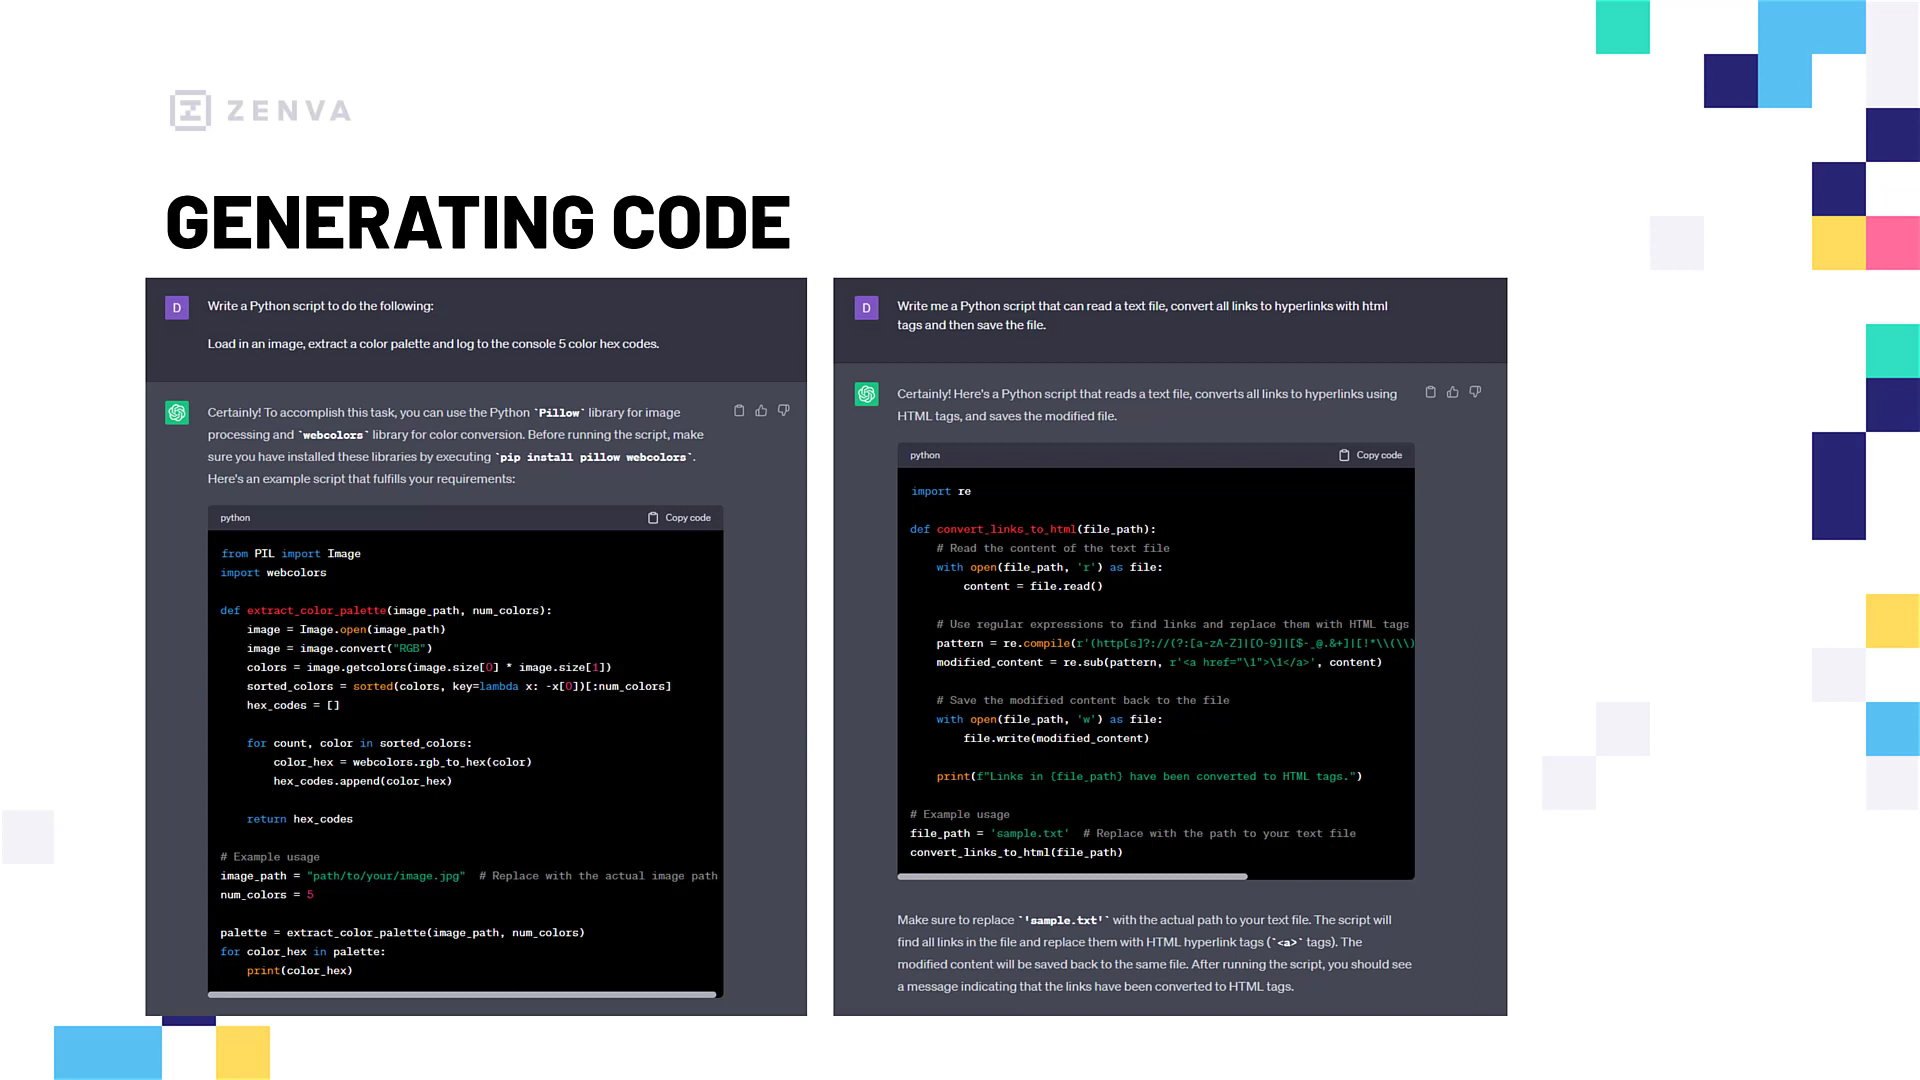 ZENVA
GENERATING CODE
D
Write a Python script to do the following:
Load in an image, extract a color palette and log to the console 5 color hex codes.
Certainly! To accomplish this task, you can use the Python `Pillow` library for image
processing and `webcolors` library for color conversion. Before running the script, make
sure you have installed these libraries by executing `pip install pillow webcolors`.
Here's an example script that fulfills your requirements:
python
Copy code
from PIL import Image
import webcolors
def extract_color_palette(image_path, num_colors):
    image = Image.open(image_path)
    image = image.convert("RGB")
    colors = image.getcolors(image.size[0] * image.size[1])
    sorted_colors = sorted(colors, key=lambda x: -x[0])[:num_colors]
    hex_codes = []
    for count, color in sorted_colors:
        color_hex = webcolors.rgb_to_hex(color)
        hex_codes.append(color_hex)
    return hex_codes
# Example usage
image_path = "path/to/your/image.jpg"  # Replace with the actual image path
num_colors = 5
palette = extract_color_palette(image_path, num_colors)
for color_hex in palette:
    print(color_hex)
D
Write me a Python script that can read a text file, convert all links to hyperlinks with html
tags and then save the file.
Certainly! Here's a Python script that reads a text file, converts all links to hyperlinks using
HTML tags, and saves the modified file.
python
Copy code
import re
def convert_links_to_html(file_path):
    # Read the content of the text file
    with open(file_path, 'r') as file:
        content = file.read()
    # Use regular expressions to find links and replace them with HTML tags
    pattern = re.compile(r'(http[s]?://(?:[a-zA-Z]|[0-9]|[$-_@.&+]|[!*\\(\\)
    modified_content = re.sub(pattern, r'<a href="\1">\1</a>', content)
    # Save the modified content back to the file
    with open(file_path, 'w') as file:
        file.write(modified_content)
    print(f"Links in {file_path} have been converted to HTML tags.")
# Example usage
file_path = 'sample.txt'  # Replace with the path to your text file
convert_links_to_html(file_path)
Make sure to replace `'sample.txt'` with the actual path to your text file. The script will
find all links in the file and replace them with HTML hyperlink tags (`<a>` tags). The
modified content will be saved back to the same file. After running the script, you should see
a message indicating that the links have been converted to HTML tags.